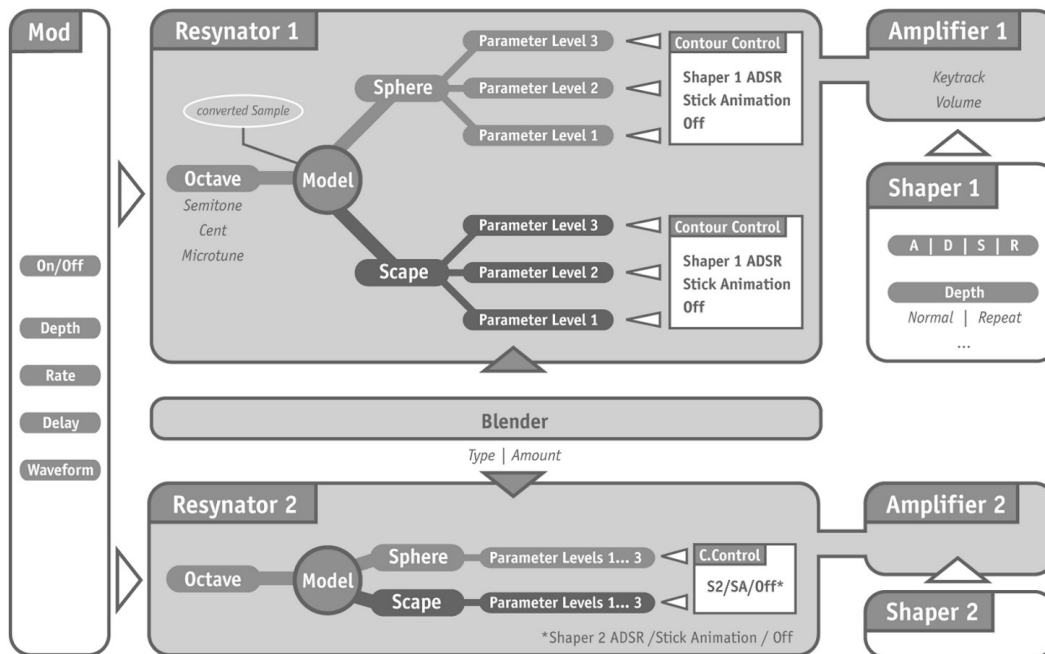 Mod
On/Off
Depth
Rate
Delay
Waveform
Resynator 1
converted Sample
Octave
Semitone
Cent
Microtune
Model
Sphere
Parameter Level 3
Parameter Level 2
Parameter Level 1
Contour Control
Shaper 1 ADSR
Stick Animation
Off
Scape
Parameter Level 3
Parameter Level 2
Parameter Level 1
Contour Control
Shaper 1 ADSR
Stick Animation
Off
Amplifier 1
Keytrack
Volume
Shaper 1
A | D | S | R
Depth
Normal | Repeat
...
Blender
Type | Amount
Resynator 2
Octave
Model
Sphere
Parameter Levels 1... 3
Scape
Parameter Levels 1... 3
C.Control
S2/SA/Off*
*Shaper 2 ADSR /Stick Animation / Off
Amplifier 2
Shaper 2